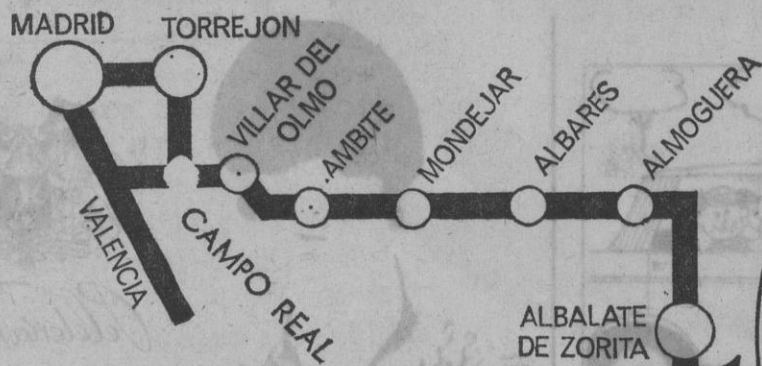 MADRID
TORREJON
VILLAR DEL
OLMO
AMBITE
MONDEJAR
ALBARES
ALMOGUERA
VALENCIA
CAMPO REAL
ALBALATE
DE ZORITA